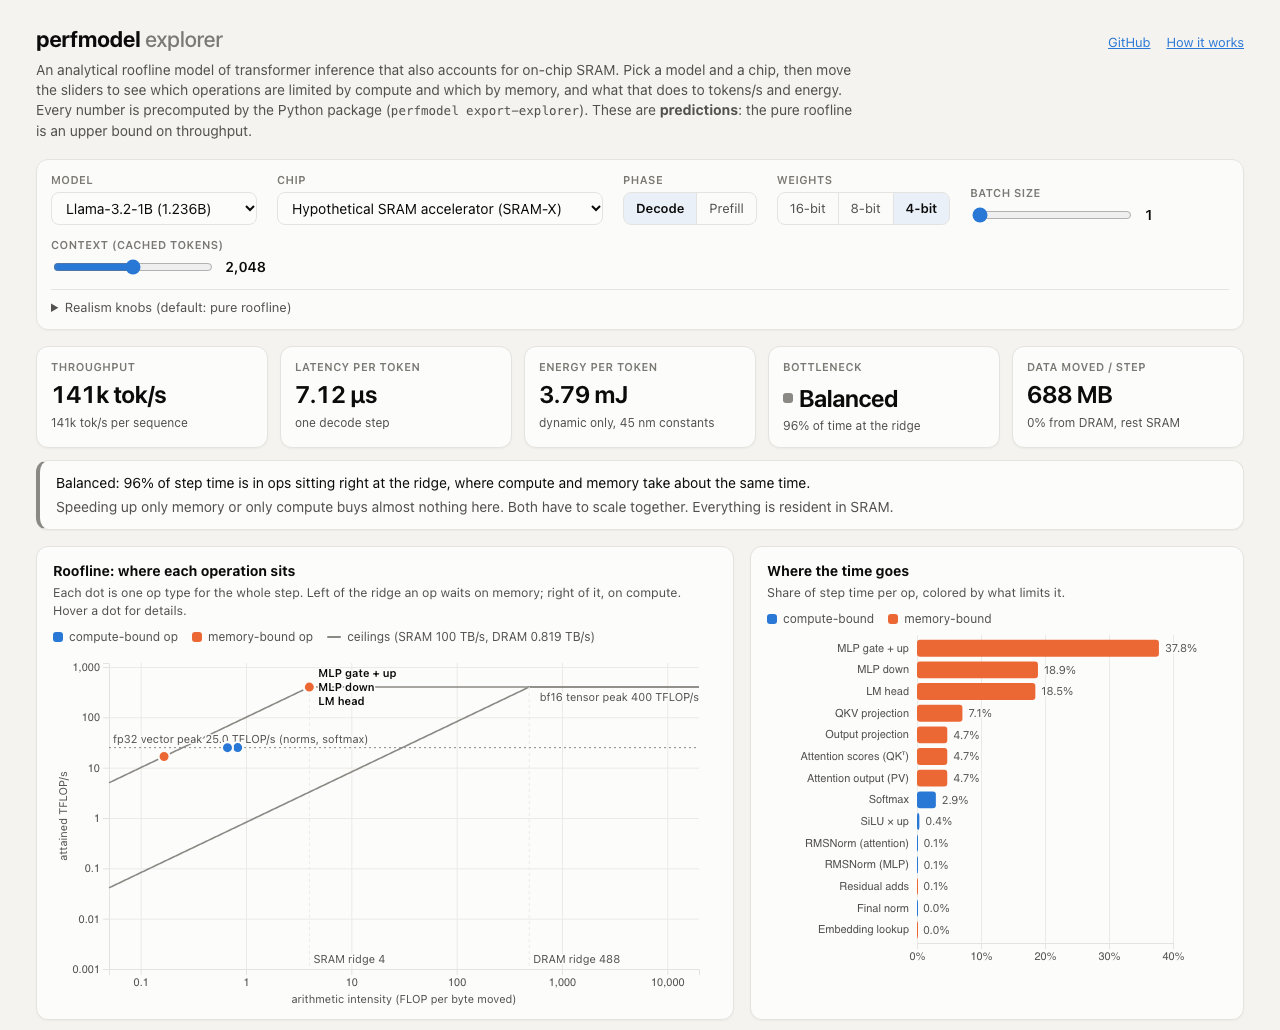 perfmodel explorer
GitHub How it works
An analytical roofline model of transformer inference that also accounts for on-chip SRAM. Pick a model and a chip, then move
the sliders to see which operations are limited by compute and which by memory, and what that does to tokens/s and energy.
Every number is precomputed by the Python package (perfmodel export-explorer). These are predictions: the pure roofline
is an upper bound on throughput.
MODEL
CHIP
PHASE
WEIGHTS
BATCH SIZE
Llama-3.2-1B (1.236B)
Hypothetical SRAM accelerator (SRAM-X)
Decode Prefill
16-bit 8-bit 4-bit
1
CONTEXT (CACHED TOKENS)
2,048
Realism knobs (default: pure roofline)
THROUGHPUT
141k tok/s
141k tok/s per sequence
LATENCY PER TOKEN
7.12 µs
one decode step
ENERGY PER TOKEN
3.79 mJ
dynamic only, 45 nm constants
BOTTLENECK
Balanced
96% of time at the ridge
DATA MOVED / STEP
688 MB
0% from DRAM, rest SRAM
Balanced: 96% of step time is in ops sitting right at the ridge, where compute and memory take about the same time.
Speeding up only memory or only compute buys almost nothing here. Both have to scale together. Everything is resident in SRAM.
Roofline: where each operation sits
Each dot is one op type for the whole step. Left of the ridge an op waits on memory; right of it, on compute.
Hover a dot for details.
compute-bound op memory-bound op ceilings (SRAM 100 TB/s, DRAM 0.819 TB/s)
1,000
100
10
1
0.1
0.01
0.001
attained TFLOP/s
MLP gate + up
MLP down
LM head
bf16 tensor peak 400 TFLOP/s
fp32 vector peak 25.0 TFLOP/s (norms, softmax)
SRAM ridge 4
DRAM ridge 488
0.1 1 10 100 1,000 10,000
arithmetic intensity (FLOP per byte moved)
Where the time goes
Share of step time per op, colored by what limits it.
compute-bound memory-bound
MLP gate + up 37.8%
MLP down 18.9%
LM head 18.5%
QKV projection 7.1%
Output projection 4.7%
Attention scores (QKᵀ) 4.7%
Attention output (PV) 4.7%
Softmax 2.9%
SiLU × up 0.4%
RMSNorm (attention) 0.1%
RMSNorm (MLP) 0.1%
Residual adds 0.1%
Final norm 0.0%
Embedding lookup 0.0%
0% 10% 20% 30% 40%